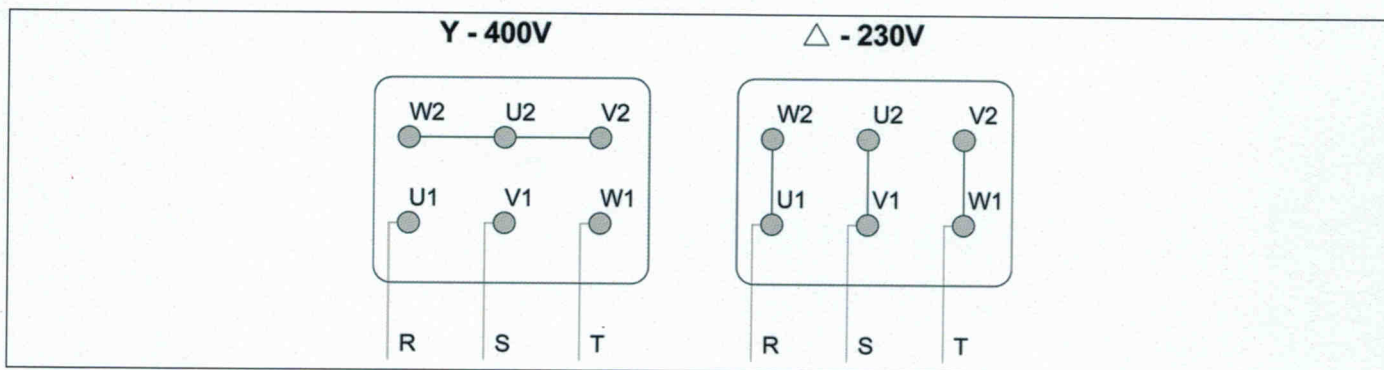 Y - 400V
△ - 230V
W2 U2 V2
W2 U2 V2
U1 V1 W1
U1 V1 W1
R S T
R S T